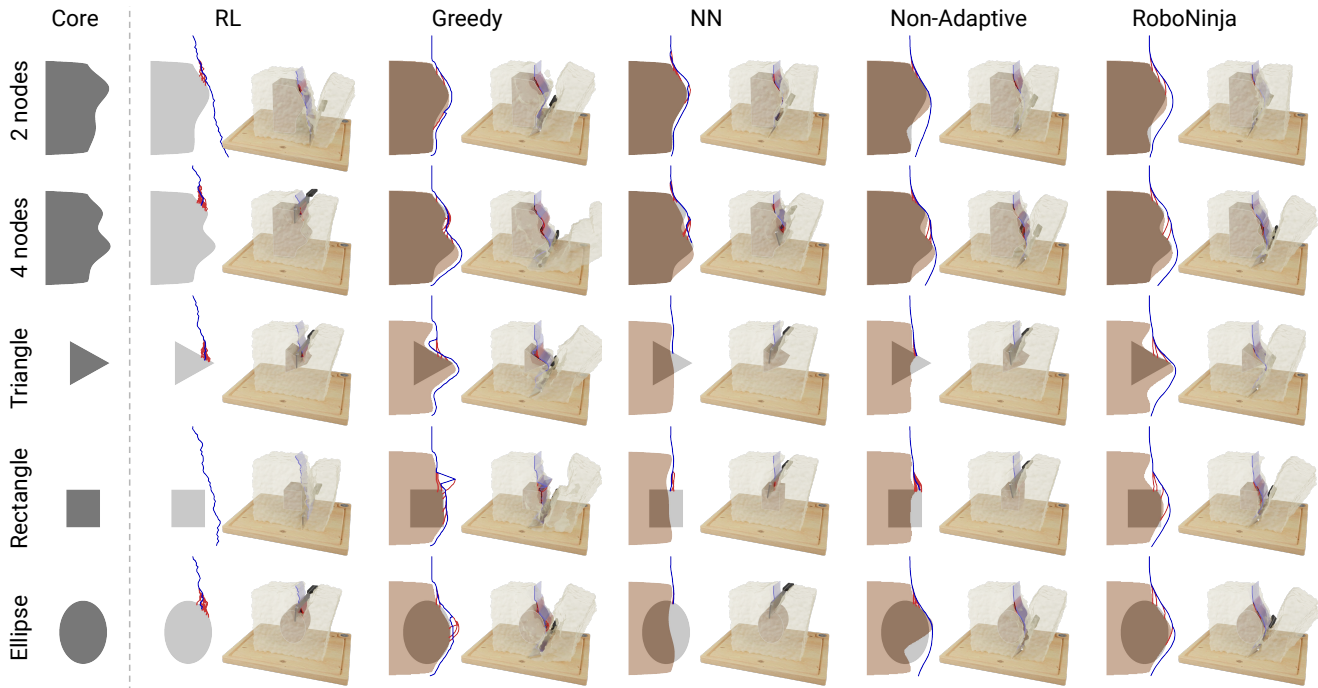 Core RL Greedy NN Non-Adaptive RoboNinja
2 nodes
4 nodes
Triangle
Rectangle
Ellipse